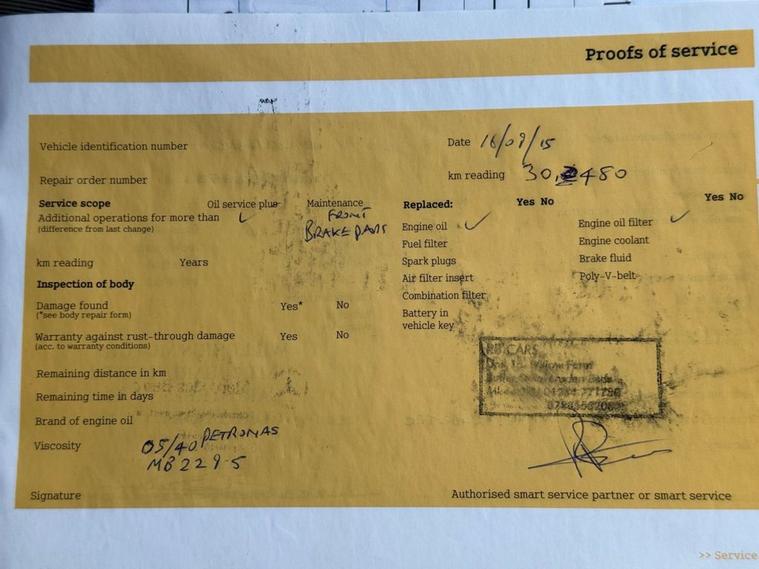 Proofs of service
Vehicle identification number
Date 16/09/15
Repair order number
km reading 30, 480
Service scope Oil service plus Maintenance
Additional operations for more than ✓ FRONT
(difference from last change) BRAKE PADS
km reading Years
Inspection of body
Damage found Yes* No
(*see body repair form)
Warranty against rust-through damage Yes No
(acc. to warranty conditions)
Remaining distance in km
Remaining time in days
Brand of engine oil
Viscosity 05/40 PETRONAS
MB 229.5
Signature
Replaced: Yes No Yes No
Engine oil ✓ Engine oil filter ✓
Fuel filter Engine coolant
Spark plugs Brake fluid
Air filter insert Poly-V-belt
Combination filter
Battery in
vehicle key
CARS
Authorised smart service partner or smart service
>> Service